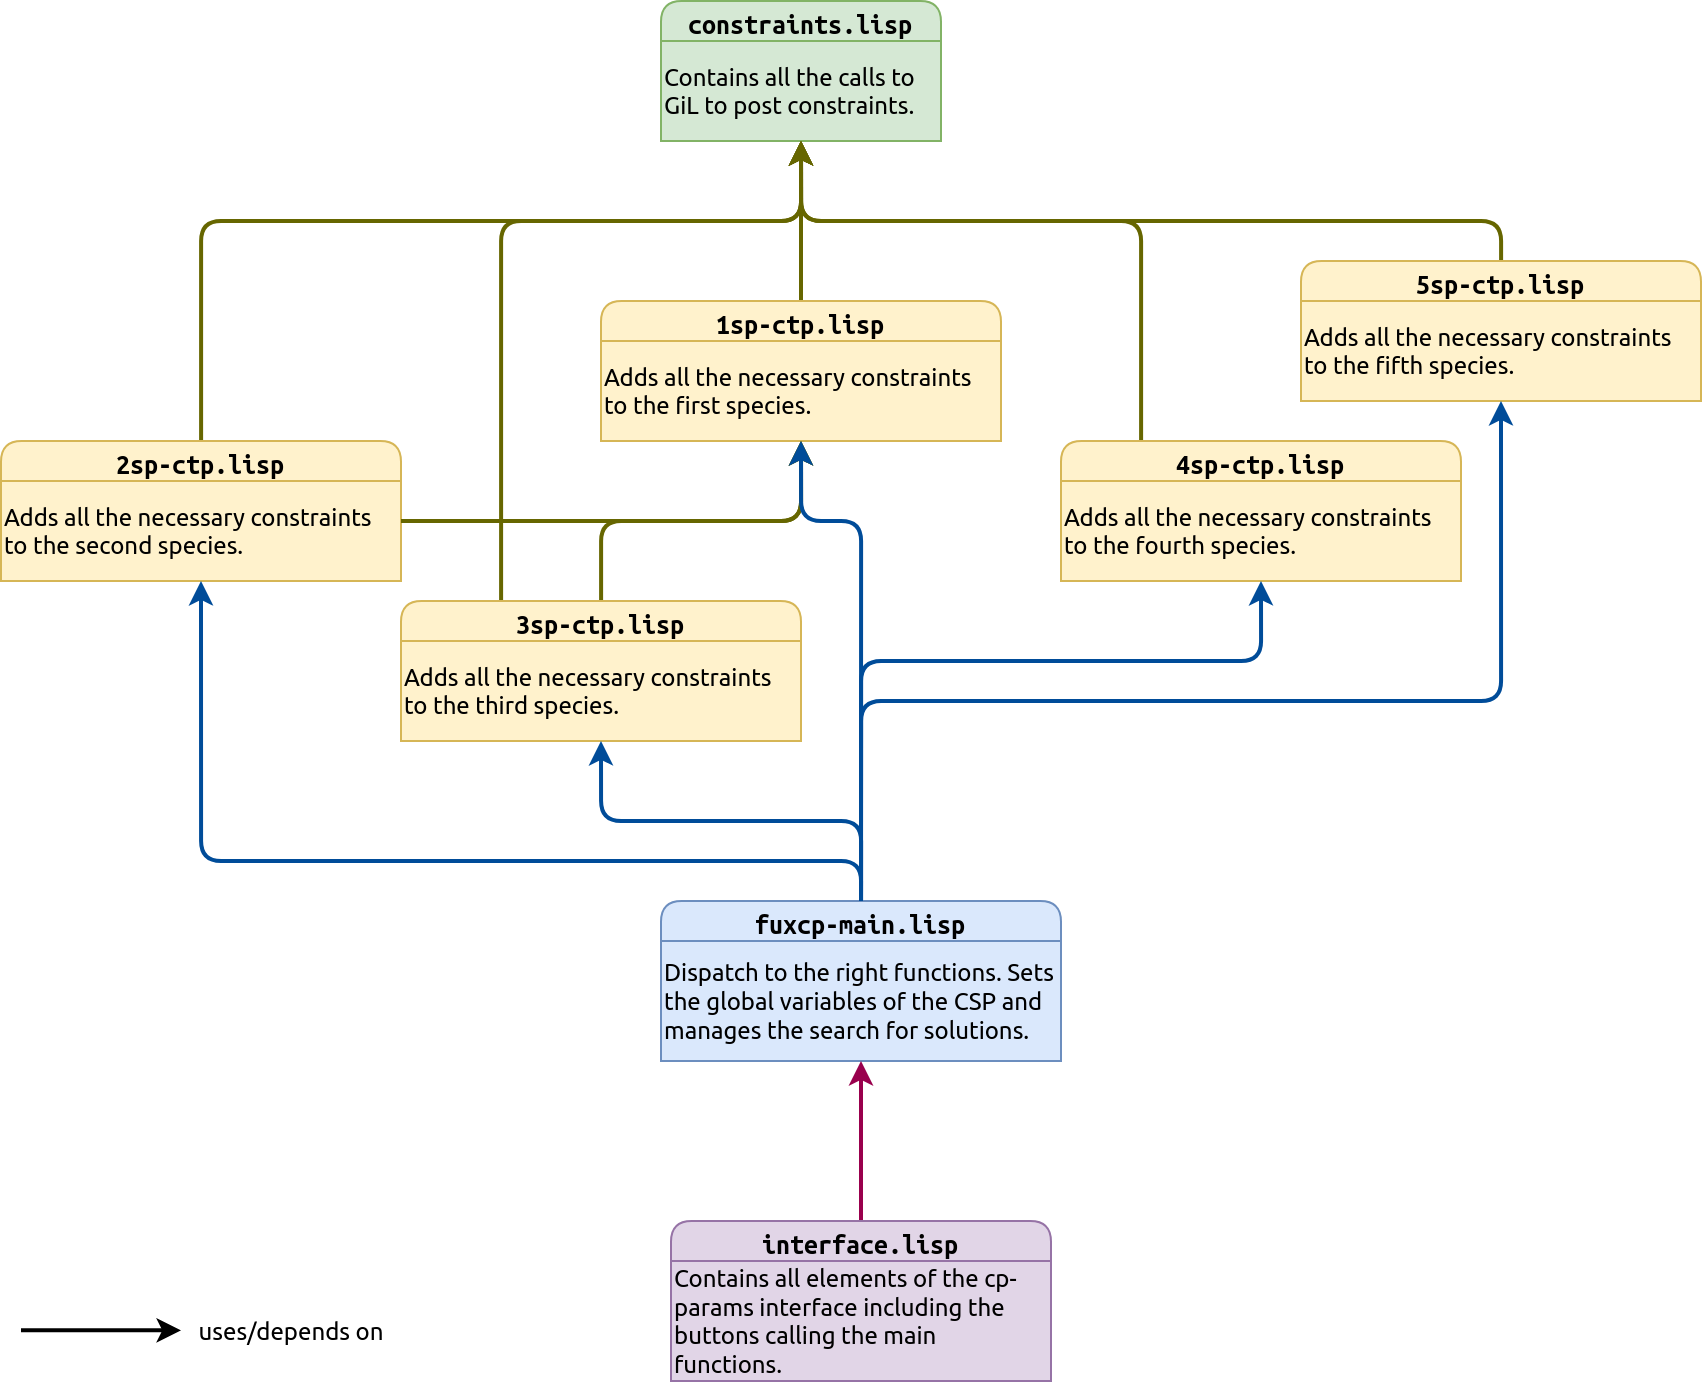 constraints.lisp
Contains all the calls to
GiL to post constraints.
5sp-ctp.lisp
Adds all the necessary constraints
to the fifth species.
1sp-ctp.lisp
Adds all the necessary constraints
to the first species.
2sp-ctp.lisp
Adds all the necessary constraints
to the second species.
4sp-ctp.lisp
Adds all the necessary constraints
to the fourth species.
3sp-ctp.lisp
Adds all the necessary constraints
to the third species.
fuxcp-main.lisp
Dispatch to the right functions. Sets
the global variables of the CSP and
manages the search for solutions.
interface.lisp
Contains all elements of the cp-
params interface including the
buttons calling the main
functions.
uses/depends on